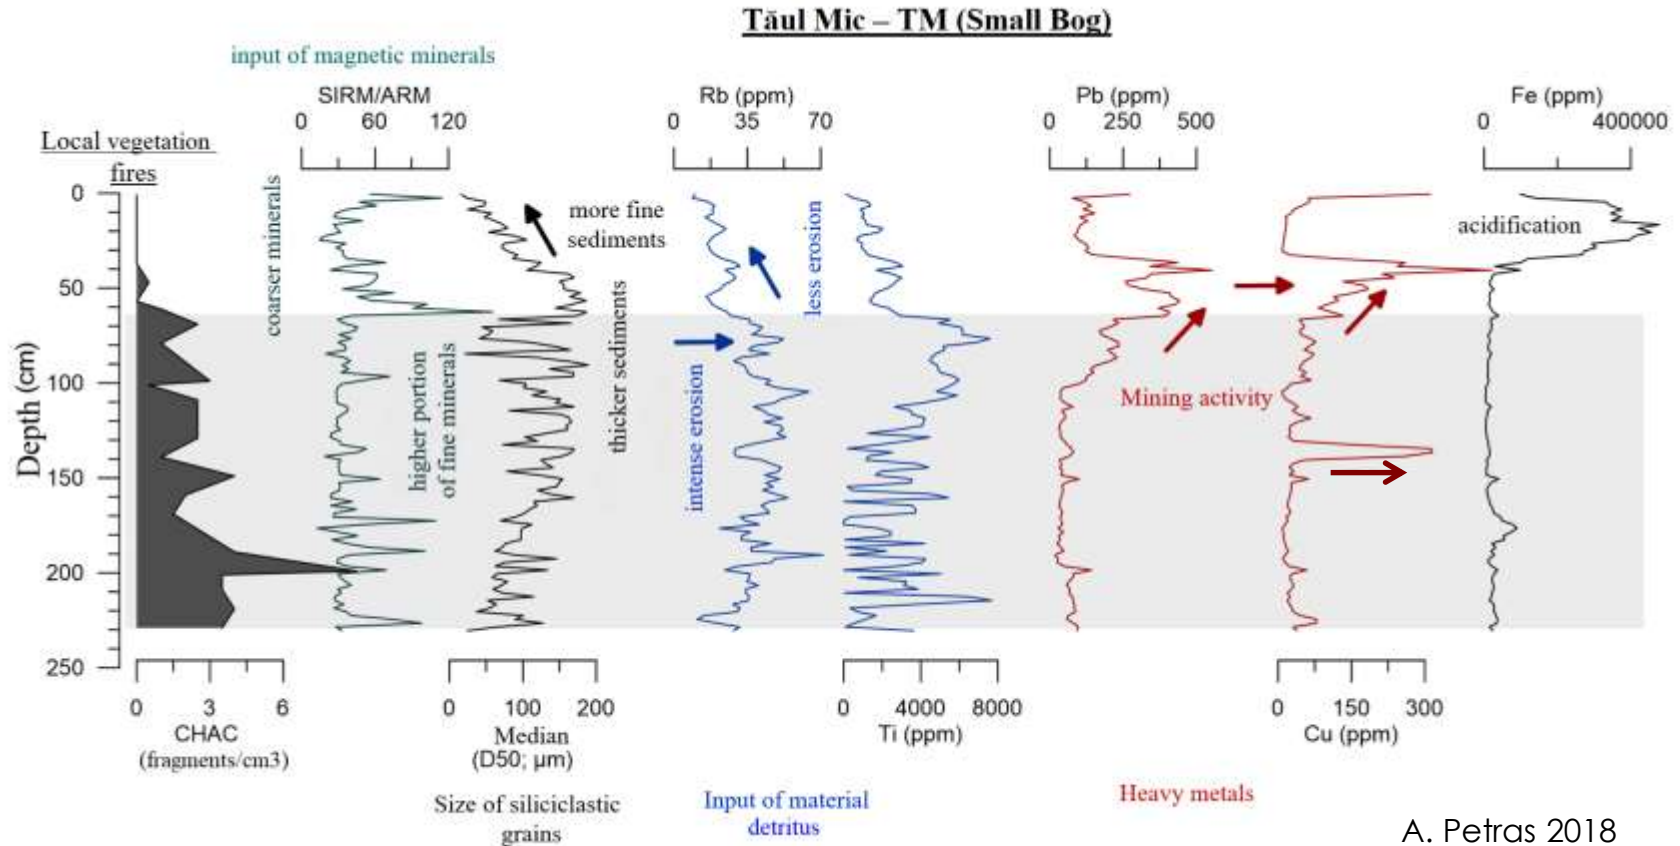 Tăul Mic – TM (Small Bog)
input of magnetic minerals
SIRM/ARM
0 60 120
Rb (ppm)
0 35 70
Pb (ppm)
0 250 500
Fe (ppm)
0 400000
Local vegetation
fires
Depth (cm)
0
50
100
150
200
250
coarser minerals
higher portion
of fine minerals
more fine
sediments
thicker sediments
intense erosion
less erosion
Mining activity
acidification
0 3 6
CHAC
(fragments/cm3)
0 100 200
Median
(D50; µm)
0 4000 8000
Ti (ppm)
0 150 300
Cu (ppm)
Size of siliciclastic
grains
Input of material
detritus
Heavy metals
A. Petras 2018